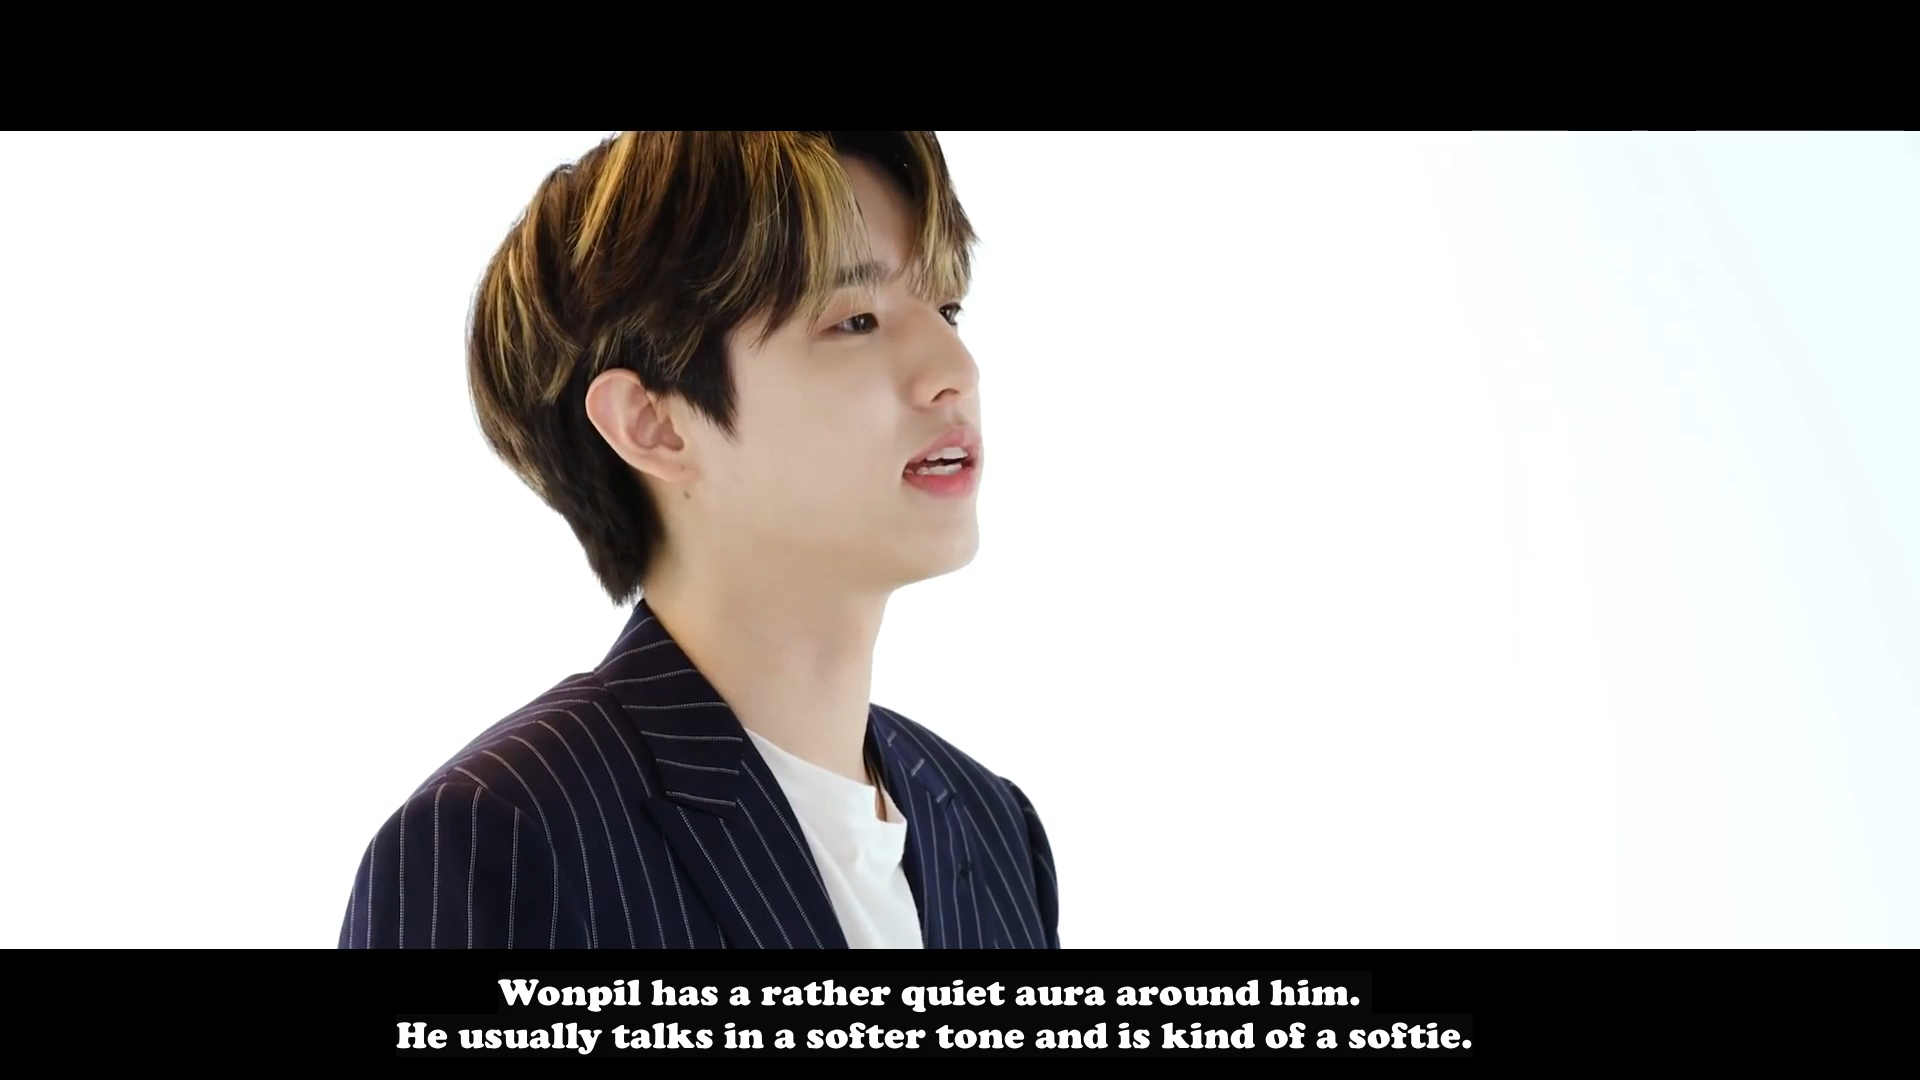 Wonpil has a rather quiet aura around him.
He usually talks in a softer tone and is kind of a softie.